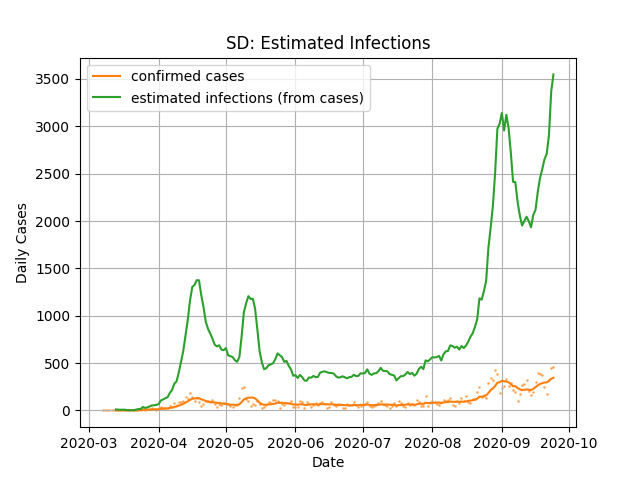 SD: Estimated Infections
confirmed cases
estimated infections (from cases)
Daily Cases
3500
3000
2500
2000
1500
1000
500
0
2020-03 2020-04 2020-05 2020-06 2020-07 2020-08 2020-09 2020-10
Date